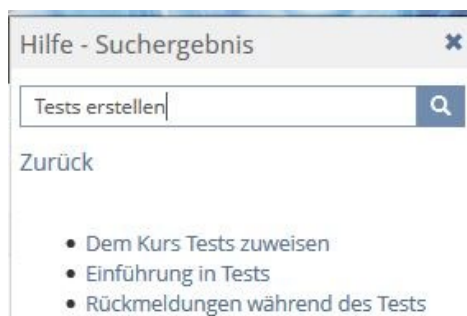 Hilfe - Suchergebnis
Tests erstellen
Zurück
Dem Kurs Tests zuweisen
Einführung in Tests
Rückmeldungen während des Tests